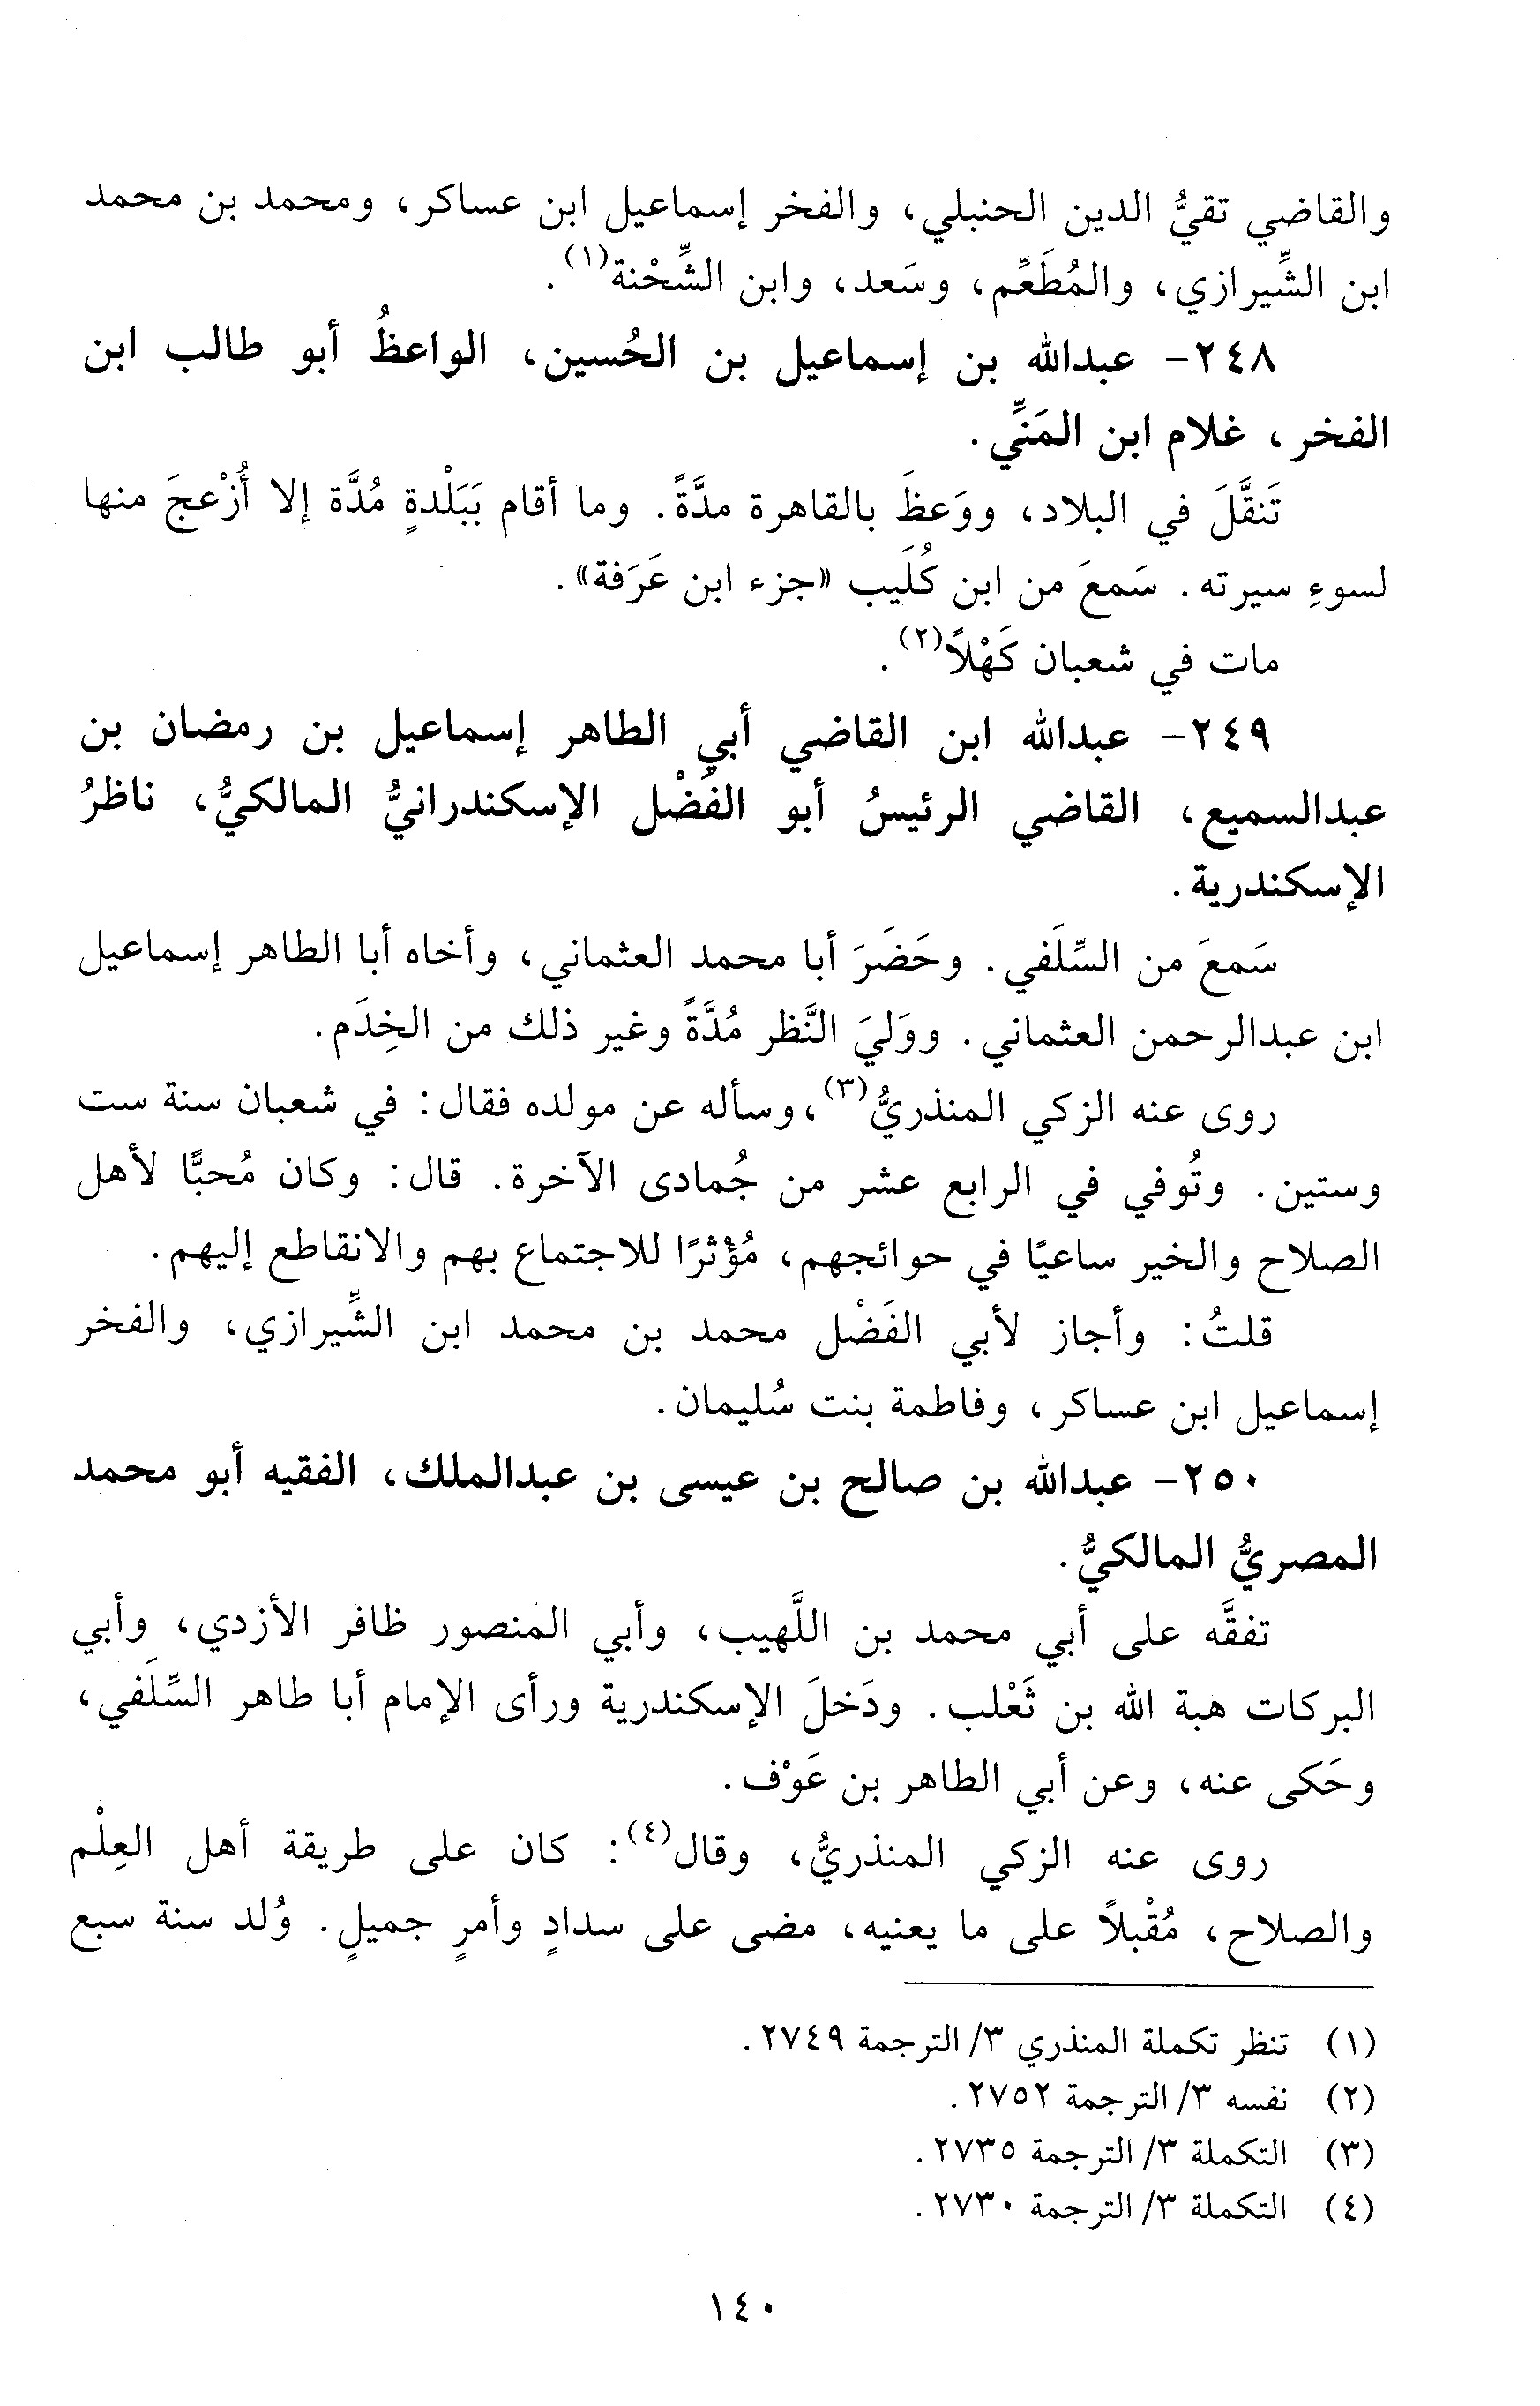 والقاضي تقيُّ الدين الحنبلي، والفخر إسماعيل ابن عساكر، ومحمد بن محمد
ابن الشِّيرازي، والمُطَعِّم، وسَعد، وابن الشِّحْنة(١).
٢٤٨- عبدالله بن إسماعيل بن الحُسين، الواعظُ أبو طالب ابن
الفخر، غلام ابن المَنِّي.
تَنقَّلَ في البلاد، ووَعظَ بالقاهرة مدَّةً. وما أقام بَبَلْدةٍ مُدَّة إلا أُزْعجَ منها
لسوءِ سيرته. سَمعَ من ابن كُلَيب «جزء ابن عَرَفة».
مات في شعبان كَهْلاً(٢).
٢٤٩- عبدالله ابن القاضي أبي الطاهر إسماعيل بن رمضان بن
عبدالسميع، القاضي الرئيسُ أبو الفَضْل الإسكندرانيُّ المالكيُّ، ناظرُ
الإسكندرية.
سَمعَ من السِّلَفي. وحَضَرَ أبا محمد العثماني، وأخاه أبا الطاهر إسماعيل
ابن عبدالرحمن العثماني. ووَليَ النَّظر مُدَّةً وغير ذلك من الخِدَم.
روى عنه الزكي المنذريُّ(٣)، وسأله عن مولده فقال: في شعبان سنة ست
وستين. وتُوفي في الرابع عشر من جُمادى الآخرة. قال: وكان مُحبًّا لأهل
الصلاح والخير ساعيًا في حوائجهم، مُؤْثرًا للاجتماع بهم والانقاطع إليهم.
قلتُ: وأجاز لأبي الفَضْل محمد بن محمد ابن الشِّيرازي، والفخر
إسماعيل ابن عساكر، وفاطمة بنت سُليمان.
٢٥٠- عبدالله بن صالح بن عيسى بن عبدالملك، الفقيه أبو محمد
المصريُّ المالكيُّ.
تفقَّه على أبي محمد بن اللَّهيب، وأبي المنصور ظافر الأزدي، وأبي
البركات هبة الله بن ثَعْلب. ودَخلَ الإسكندرية ورأى الإمام أبا طاهر السِّلَفي،
وحَكى عنه، وعن أبي الطاهر بن عَوْف.
روى عنه الزكي المنذريُّ، وقال(٤): كان على طريقة أهل العِلْم
والصلاح، مُقْبلاً على ما يعنيه، مضى على سدادٍ وأمرٍ جميلٍ. وُلد سنة سبع
(١) تنظر تكملة المنذري ٣/ الترجمة ٢٧٤٩.
(٢) نفسه ٣/ الترجمة ٢٧٥٢.
(٣) التكملة ٣/ الترجمة ٢٧٣٥.
(٤) التكملة ٣/ الترجمة ٢٧٣٠.
١٤٠